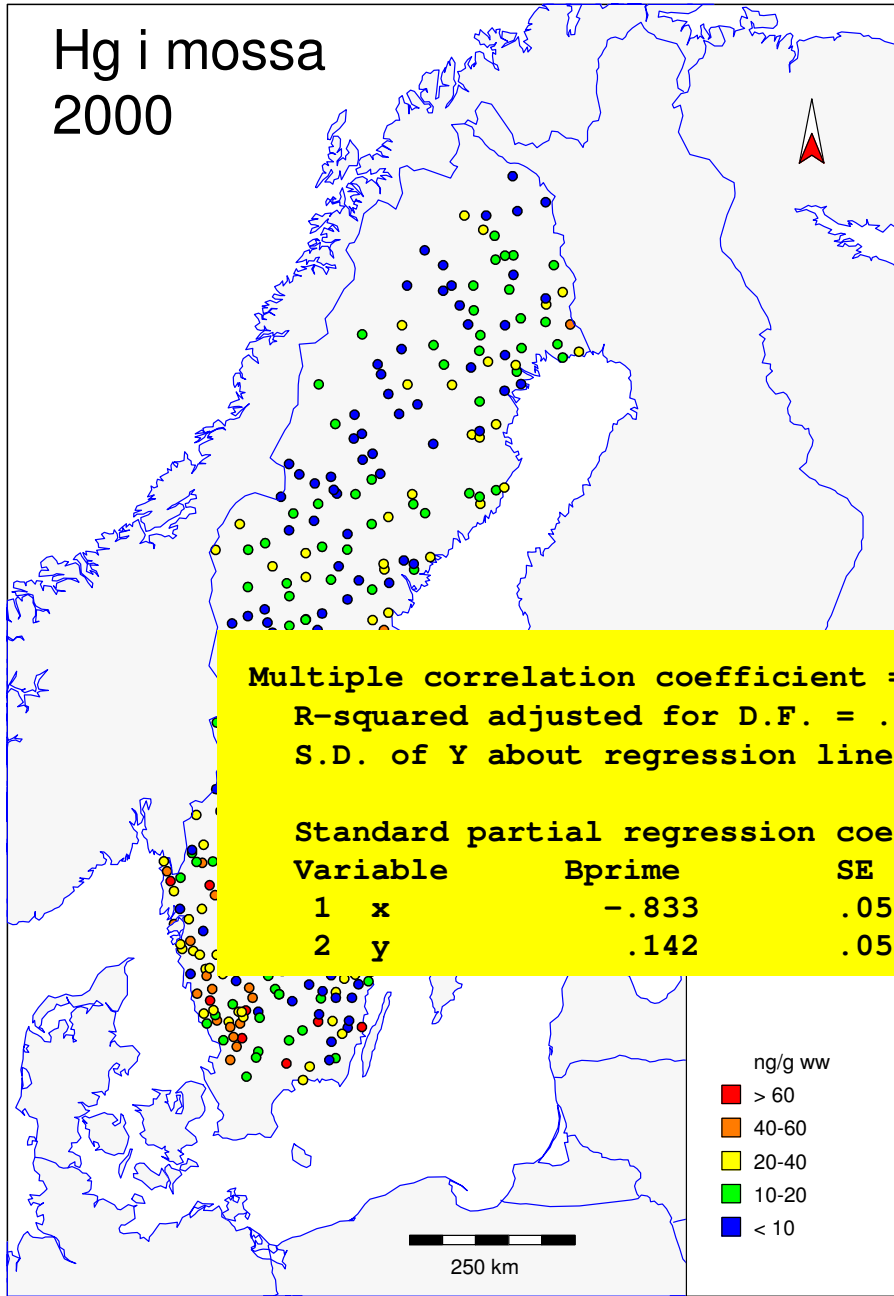 Hg i mossa
2000
Multiple correlation coefficient =
R-squared adjusted for D.F. = .
S.D. of Y about regression line
Standard partial regression coe
Variable Bprime SE
1 x -.833 .05
2 y .142 .05
ng/g ww
> 60
40-60
20-40
10-20
< 10
250 km